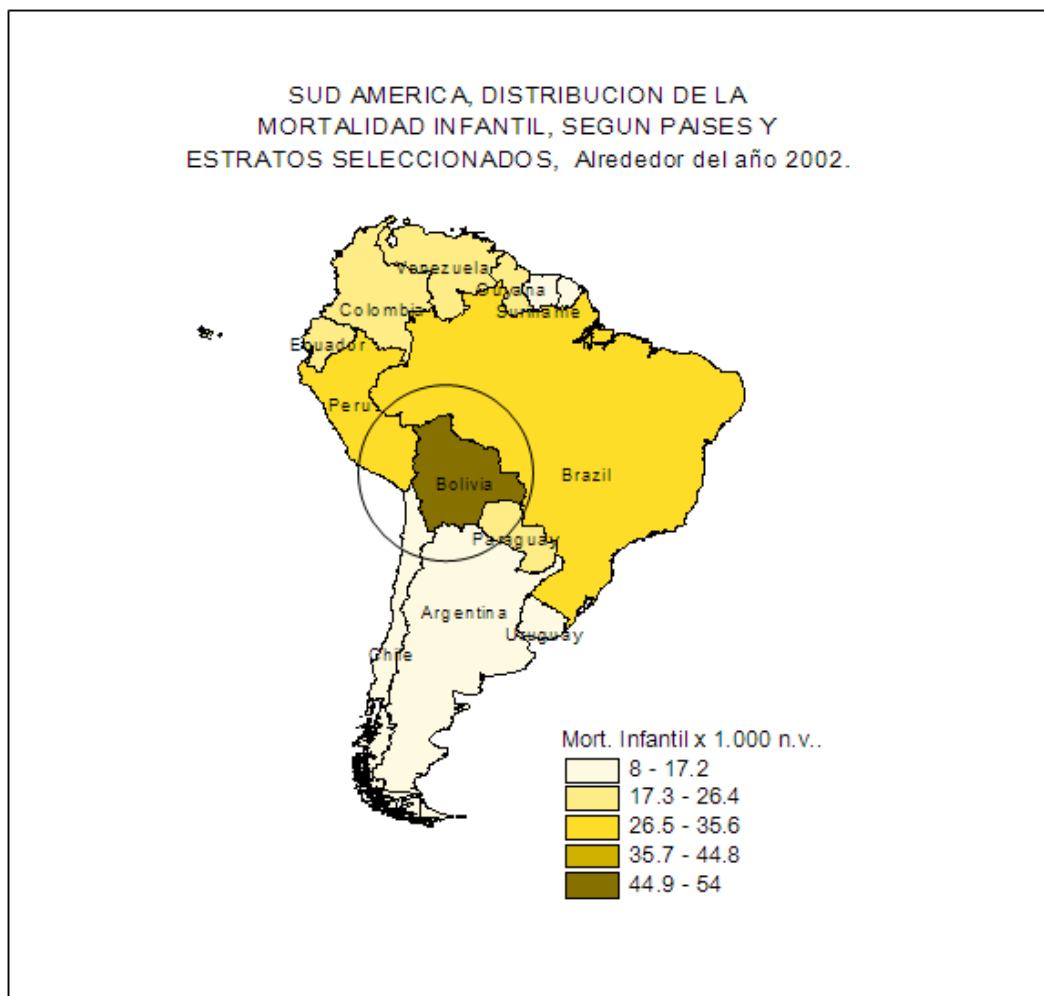 SUD AMERICA, DISTRIBUCION DE LA
MORTALIDAD INFANTIL, SEGUN PAISES Y
ESTRATOS SELECCIONADOS, Alrededor del año 2002.
Venezuela
Guyana
Suriname
Colombia
Ecuador
Peru
Brazil
Bolivia
Paraguay
Argentina
Uruguay
Chile
Mort. Infantil x 1.000 n.v..
8 - 17.2
17.3 - 26.4
26.5 - 35.6
35.7 - 44.8
44.9 - 54